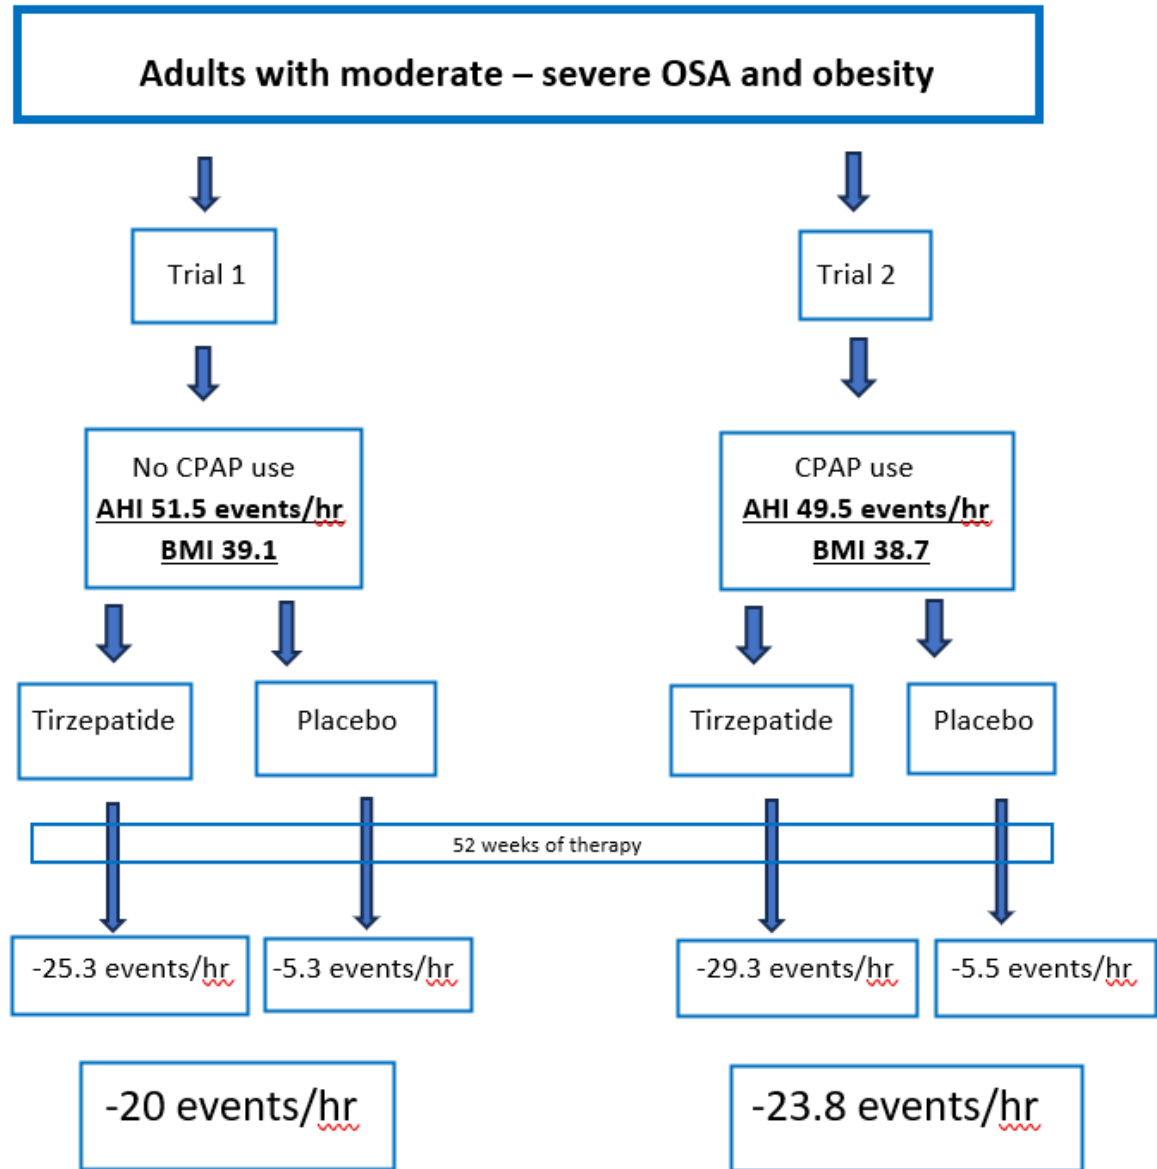 Adults with moderate – severe OSA and obesity
Trial 1
Trial 2
No CPAP use
AHI 51.5 events/hr
BMI 39.1
CPAP use
AHI 49.5 events/hr
BMI 38.7
Tirzepatide
Placebo
Tirzepatide
Placebo
52 weeks of therapy
-25.3 events/hr
-5.3 events/hr
-29.3 events/hr
-5.5 events/hr
-20 events/hr
-23.8 events/hr